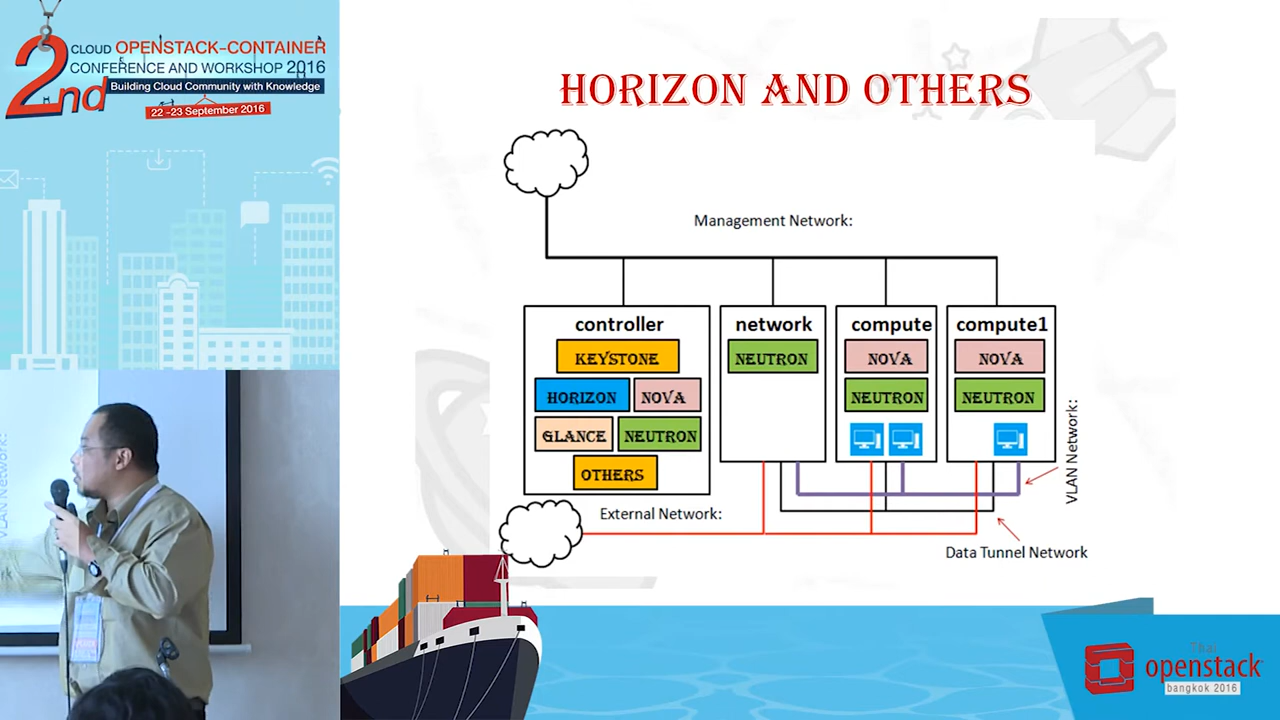 2nd
CLOUD OPENSTACK-CONTAINER
CONFERENCE AND WORKSHOP 2016
Building Cloud Community with Knowledge
22 -23 September 2016
HORIZON AND OTHERS
Management Network:
controller
KEYSTONE
HORIZON NOVA
GLANCE NEUTRON
OTHERS
network
NEUTRON
compute
NOVA
NEUTRON
compute1
NOVA
NEUTRON
VLAN Network:
External Network:
Data Tunnel Network
VLAN Network:
Thai
openstack
bangkok 2016